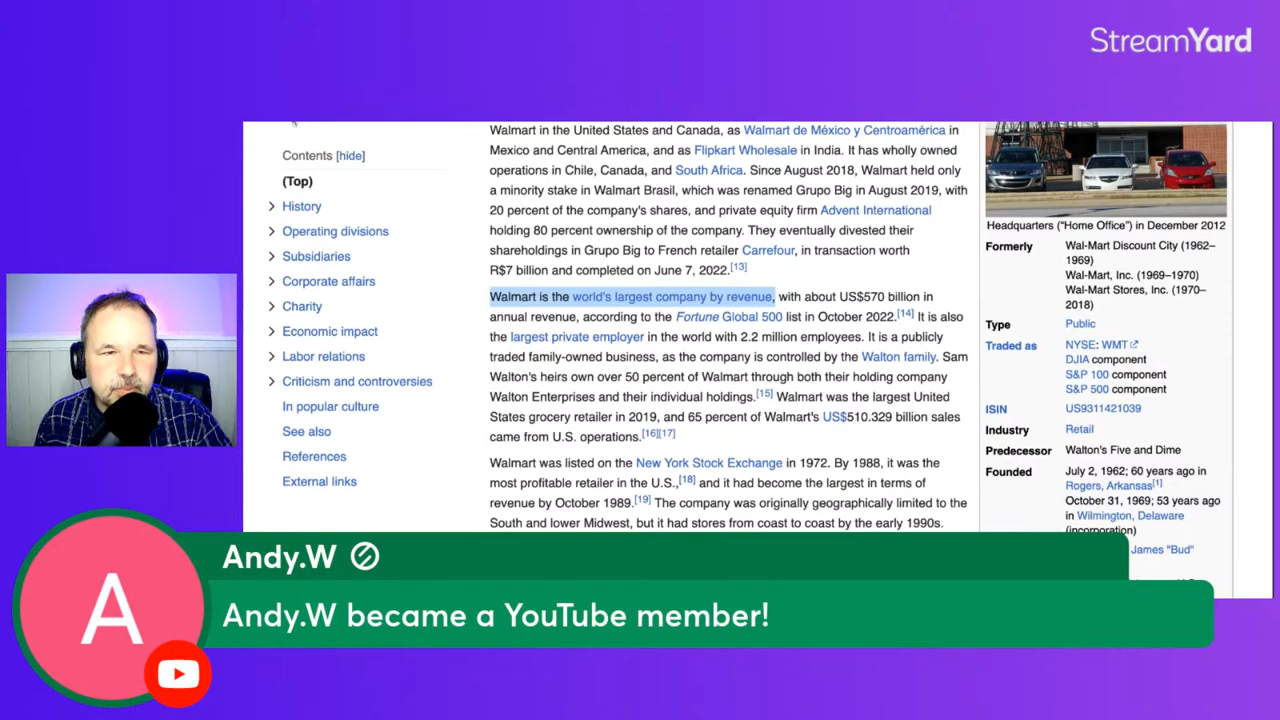 StreamYard
Contents [hide]
(Top)
History
Operating divisions
Subsidiaries
Corporate affairs
Charity
Economic impact
Labor relations
Criticism and controversies
In popular culture
See also
References
External links
Walmart in the United States and Canada, as Walmart de México y Centroamérica in
Mexico and Central America, and as Flipkart Wholesale in India. It has wholly owned
operations in Chile, Canada, and South Africa. Since August 2018, Walmart held only
a minority stake in Walmart Brasil, which was renamed Grupo Big in August 2019, with
20 percent of the company's shares, and private equity firm Advent International
holding 80 percent ownership of the company. They eventually divested their
shareholdings in Grupo Big to French retailer Carrefour, in transaction worth
R$7 billion and completed on June 7, 2022.[13]
Walmart is the world's largest company by revenue, with about US$570 billion in
annual revenue, according to the Fortune Global 500 list in October 2022.[14] It is also
the largest private employer in the world with 2.2 million employees. It is a publicly
traded family-owned business, as the company is controlled by the Walton family. Sam
Walton's heirs own over 50 percent of Walmart through both their holding company
Walton Enterprises and their individual holdings.[15] Walmart was the largest United
States grocery retailer in 2019, and 65 percent of Walmart's US$510.329 billion sales
came from U.S. operations.[16][17]
Walmart was listed on the New York Stock Exchange in 1972. By 1988, it was the
most profitable retailer in the U.S.,[18] and it had become the largest in terms of
revenue by October 1989.[19] The company was originally geographically limited to the
South and lower Midwest, but it had stores from coast to coast by the early 1990s.
Headquarters ("Home Office") in December 2012
Formerly Wal-Mart Discount City (1962–
1969)
Wal-Mart, Inc. (1969–1970)
Wal-Mart Stores, Inc. (1970–
2018)
Type Public
Traded as NYSE: WMT
DJIA component
S&P 100 component
S&P 500 component
ISIN US9311421039
Industry Retail
Predecessor Walton's Five and Dime
Founded July 2, 1962; 60 years ago in
Rogers, Arkansas[1]
October 31, 1969; 53 years ago
in Wilmington, Delaware
(incorporation)
James "Bud"
A
Andy.W
Andy.W became a YouTube member!